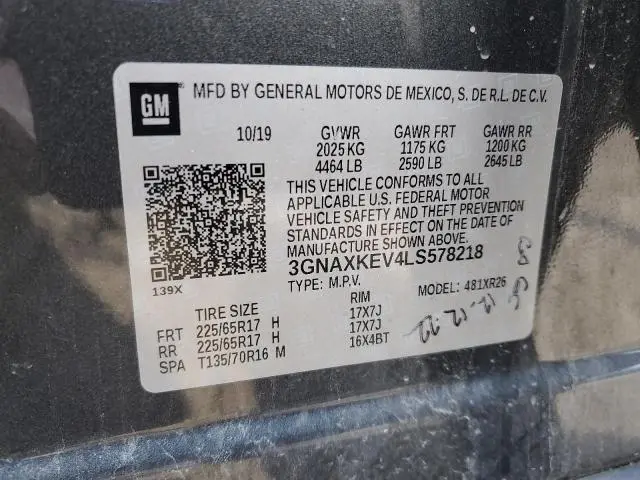 GM
MFD BY GENERAL MOTORS DE MEXICO, S. DE R.L. DE C.V.
10/19 GVWR GAWR FRT GAWR RR
2025 KG 1175 KG 1200 KG
4464 LB 2590 LB 2645 LB
THIS VEHICLE CONFORMS TO ALL
APPLICABLE U.S. FEDERAL MOTOR
VEHICLE SAFETY AND THEFT PREVENTION
STANDARDS IN EFFECT ON THE DATE OF
MANUFACTURE SHOWN ABOVE.
3GNAXKEV4LS578218
TYPE: M.P.V. MODEL: 481XR26
139X
TIRE SIZE RIM
FRT 225/65R17 H 17X7J
RR 225/65R17 H 17X7J
SPA T135/70R16 M 16X4BT
12.12.22